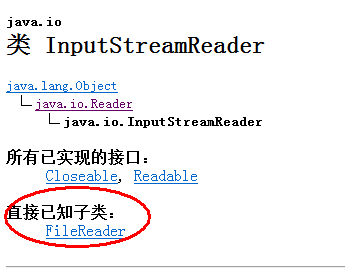 java.io
类 InputStreamReader
java.lang.Object
java.io.Reader
java.io.InputStreamReader
所有已实现的接口：
Closeable, Readable
直接已知子类：
FileReader